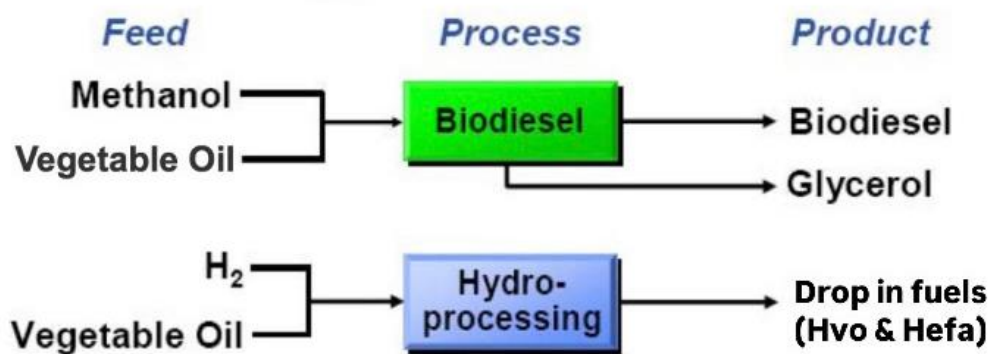 Feed
Process
Product
Methanol
Vegetable Oil
Biodiesel
Biodiesel
Glycerol
H₂
Vegetable Oil
Hydro-
processing
Drop in fuels
(Hvo & Hefa)